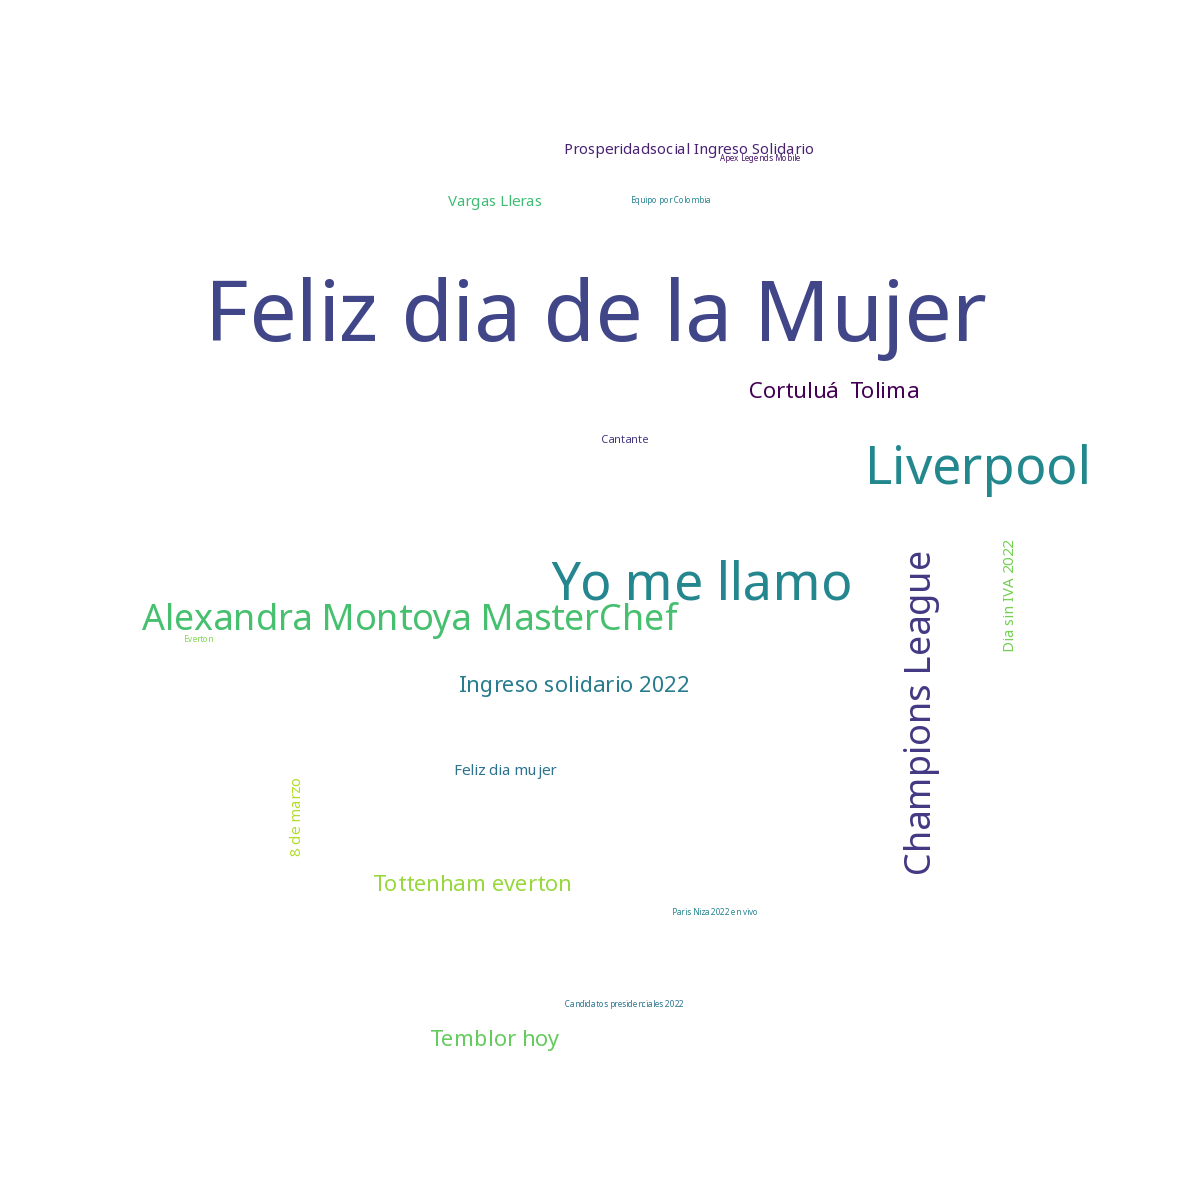 Prosperidadsocial Ingreso Solidario
Apex Legends Mobile
Vargas Lleras
Equipo por Colombia
Feliz dia de la Mujer
Cortuluá  Tolima
Cantante
Liverpool
Yo me llamo
Champions League
Dia sin IVA 2022
Alexandra Montoya MasterChef
Everton
Ingreso solidario 2022
Feliz dia mujer
8 de marzo
Tottenham everton
Paris Niza 2022 en vivo
Candidatos presidenciales 2022
Temblor hoy